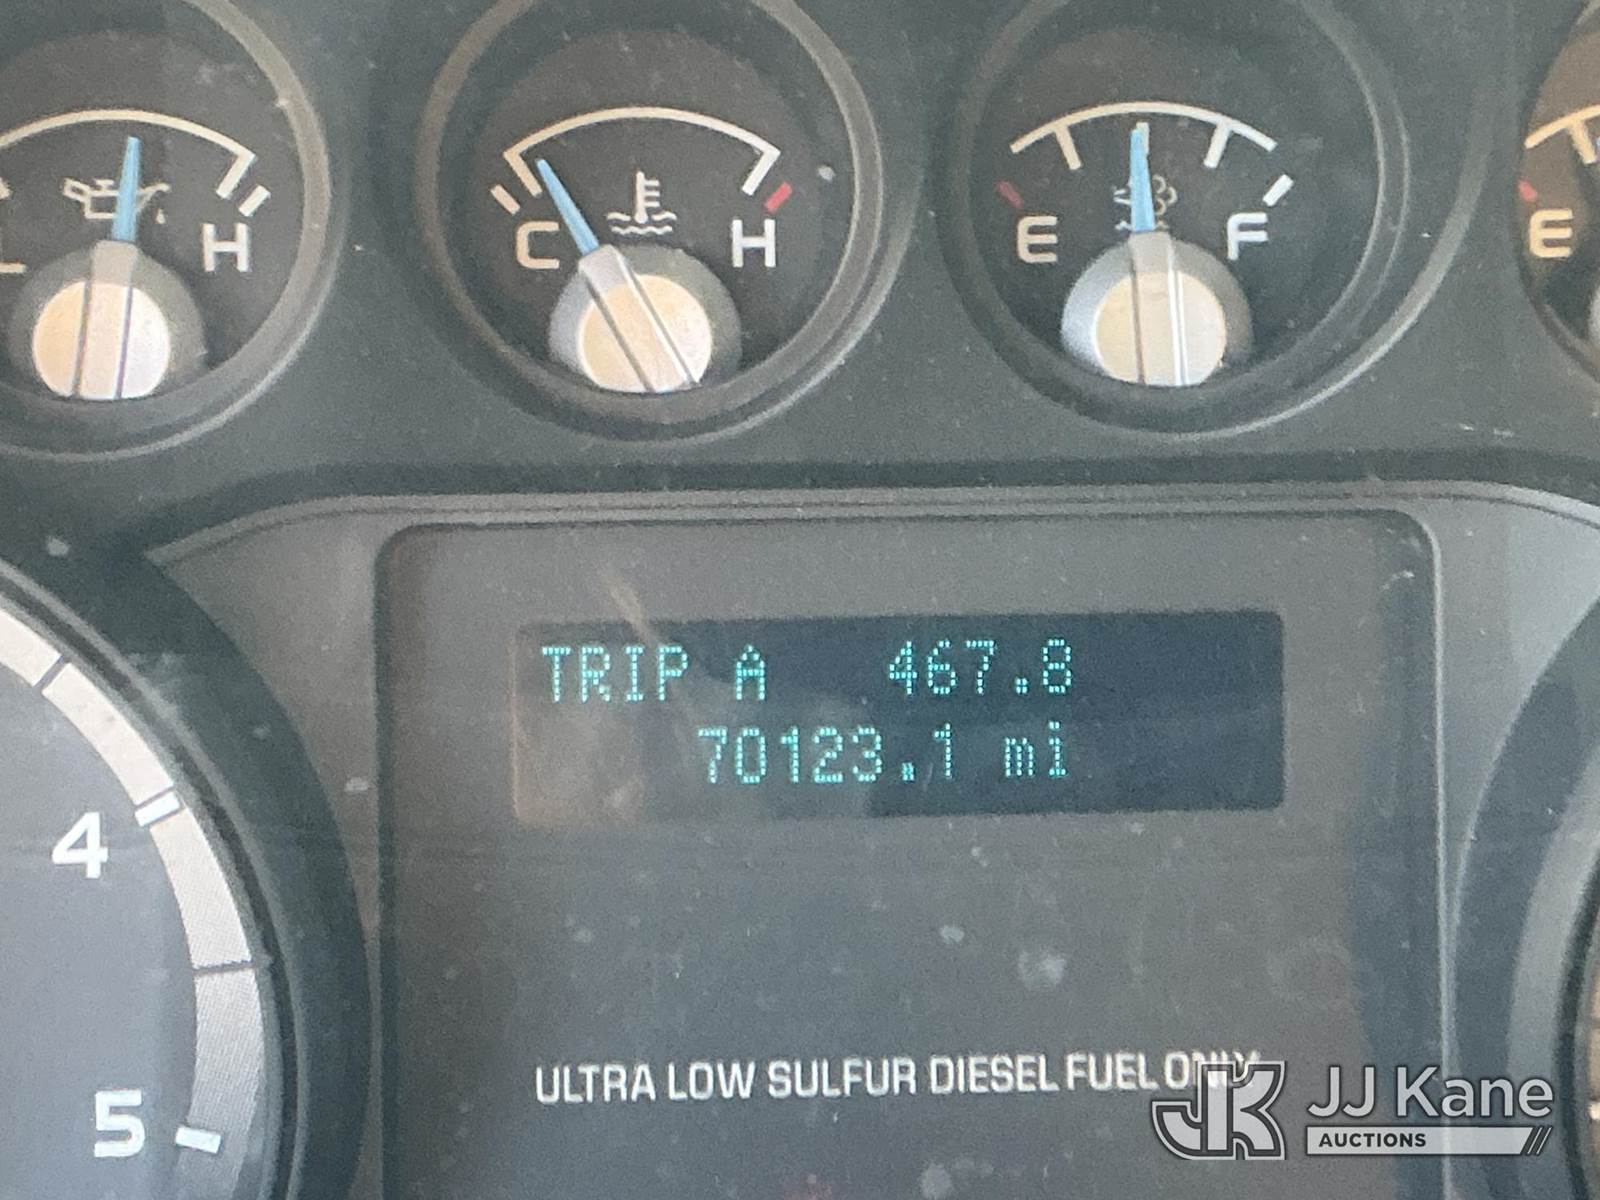 L H
C H
E F
E
TRIP A 467.8
70123.1 mi
4
5
ULTRA LOW SULFUR DIESEL FUEL ONLY
JK JJ Kane
AUCTIONS